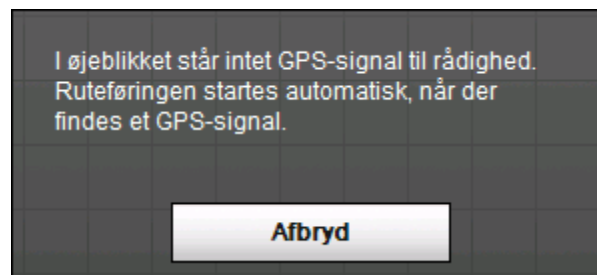 I øjeblikket står intet GPS-signal til rådighed.
Ruteføringen startes automatisk, når der
findes et GPS-signal.
Afbryd